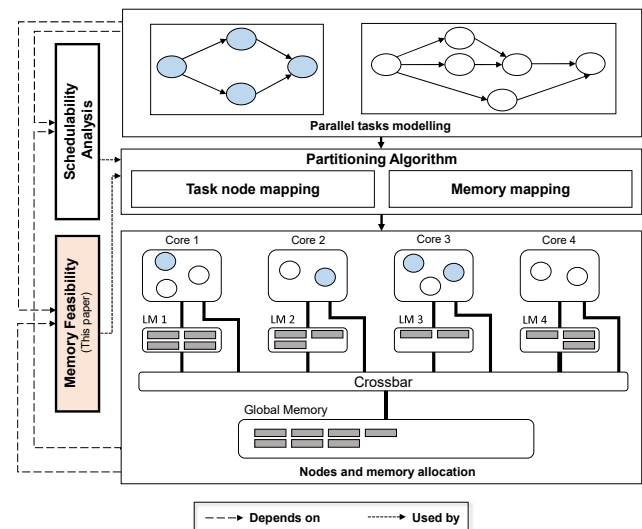 Parallel tasks modelling
Schedulability
Analysis
Partitioning Algorithm
Task node mapping
Memory mapping
Memory Feasibility
(This paper)
Core 1
Core 2
Core 3
Core 4
LM 1
LM 2
LM 3
LM 4
Crossbar
Global Memory
Nodes and memory allocation
Depends on
Used by